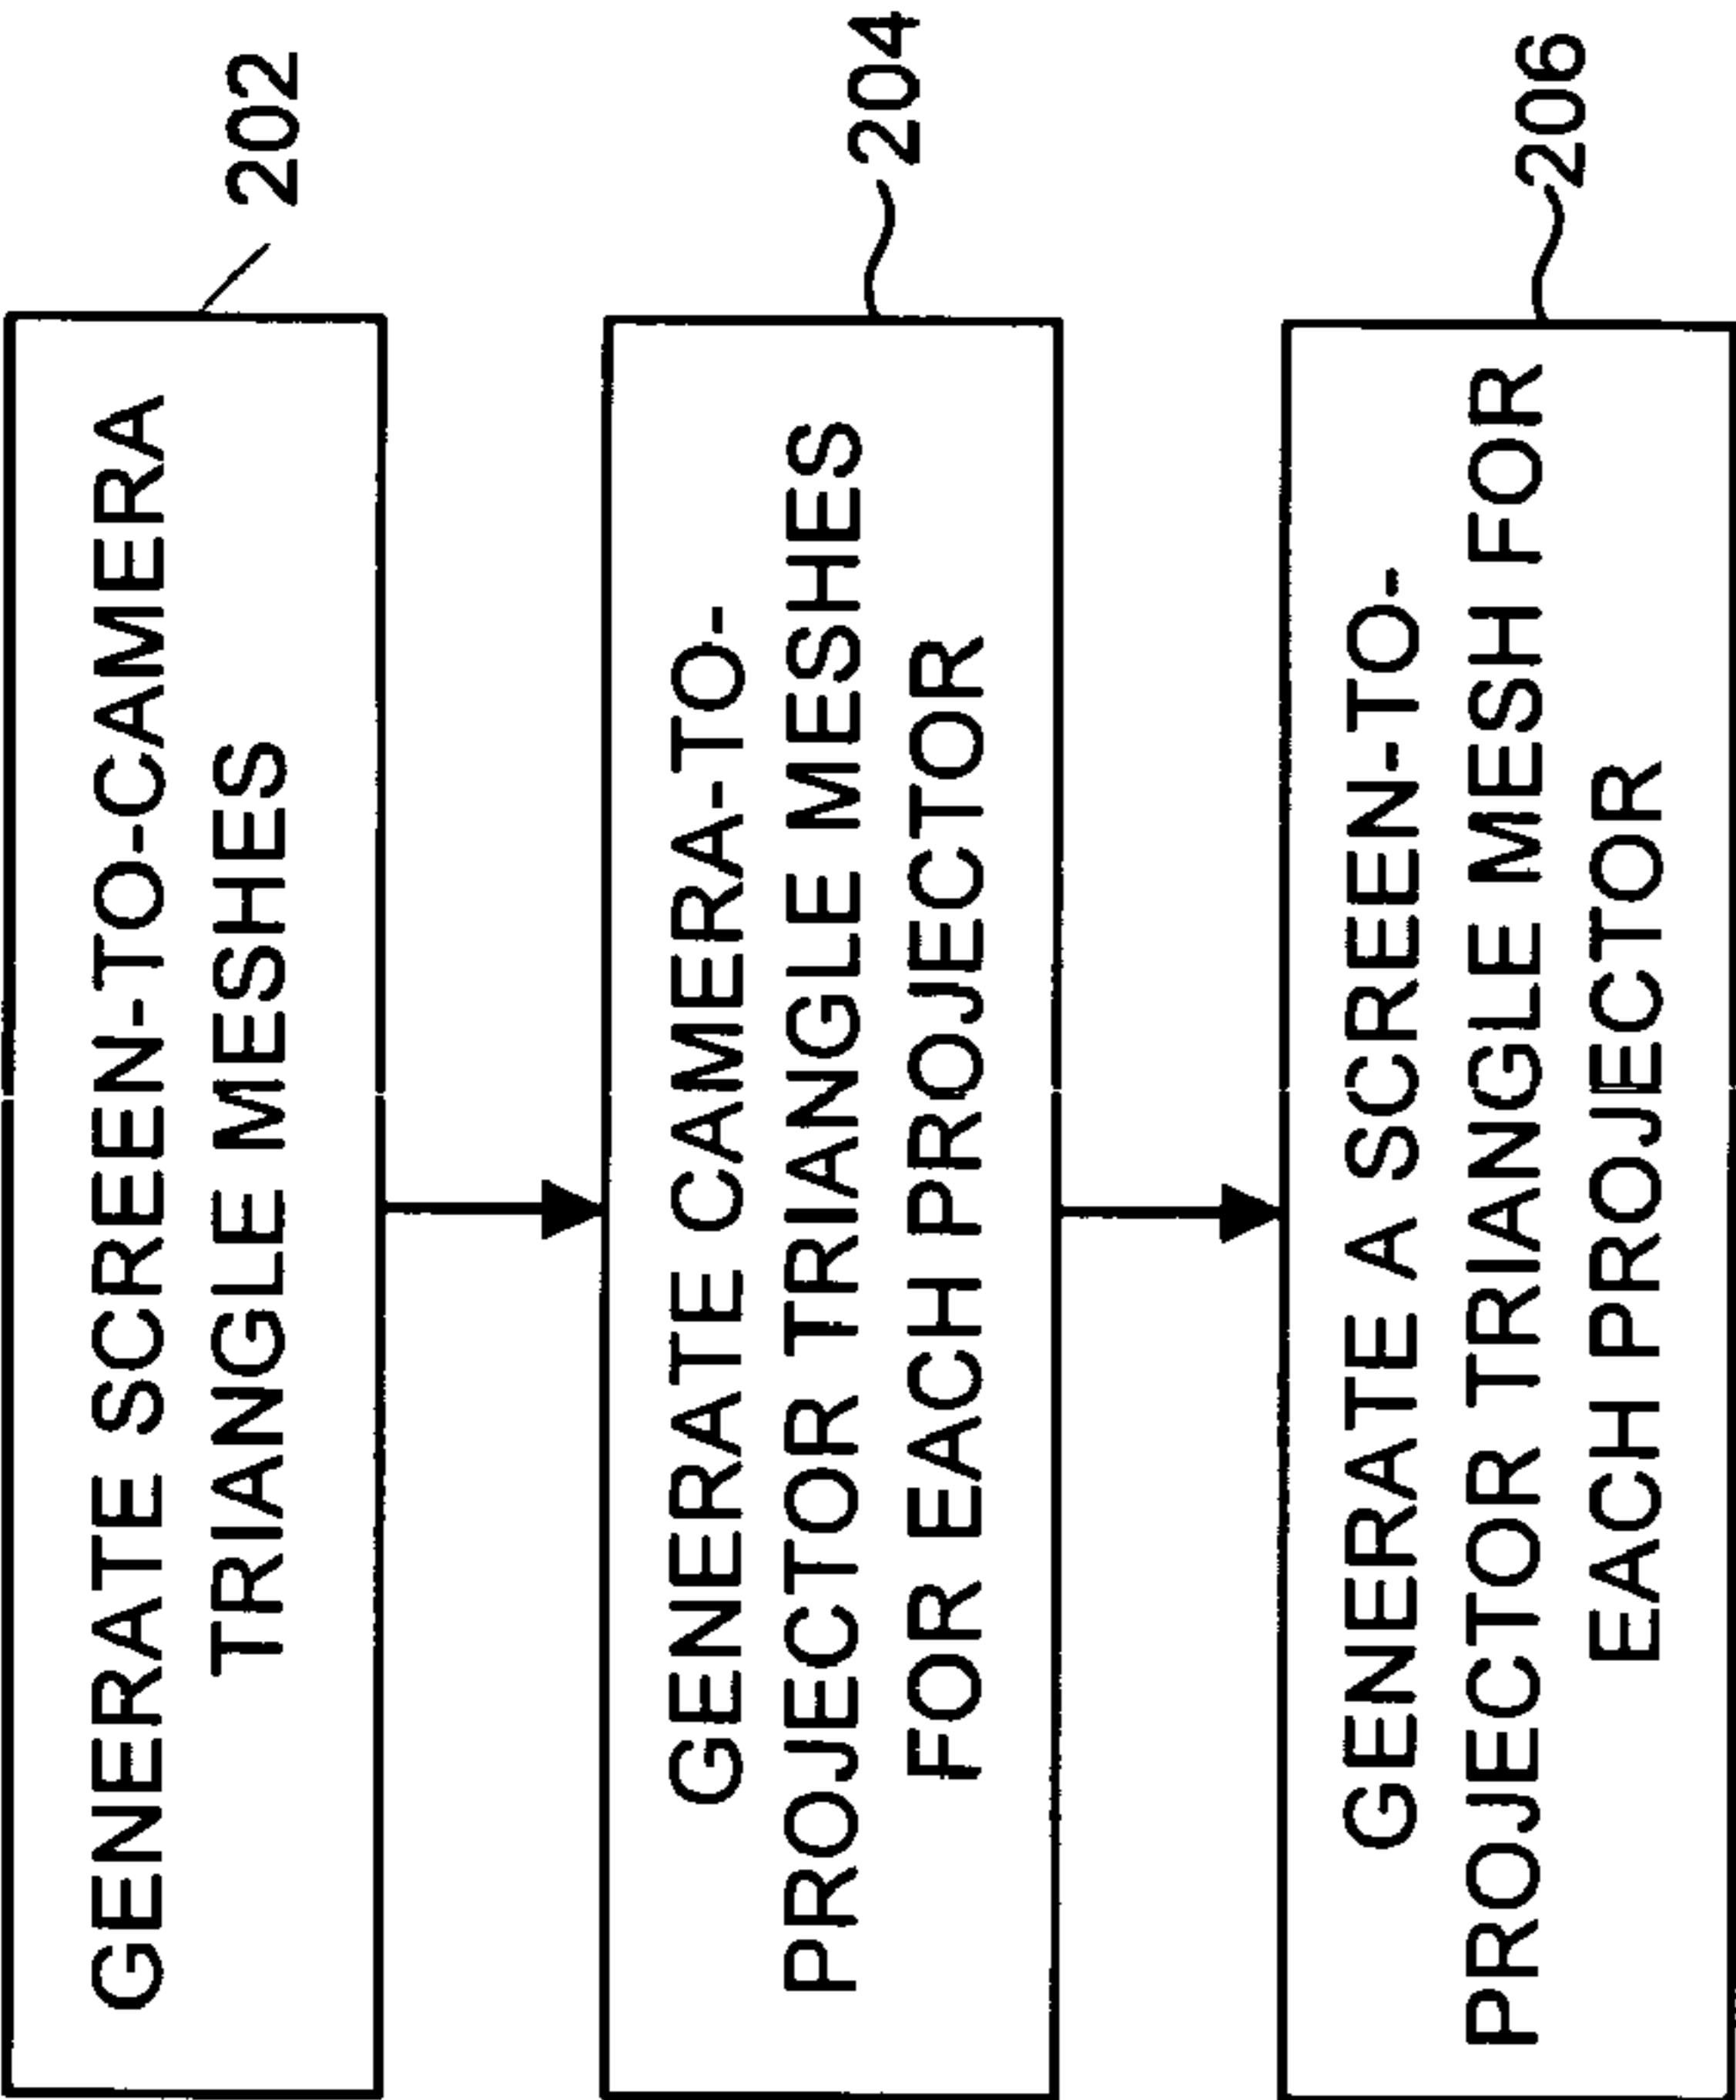 GENERATE SCREEN-TO-CAMERA
TRIANGLE MESHES
202
GENERATE CAMERA-TO-
PROJECTOR TRIANGLE MESHES
FOR EACH PROJECTOR
204
GENERATE A SCREEN-TO-
PROJECTOR TRIANGLE MESH FOR
EACH PROJECTOR
206